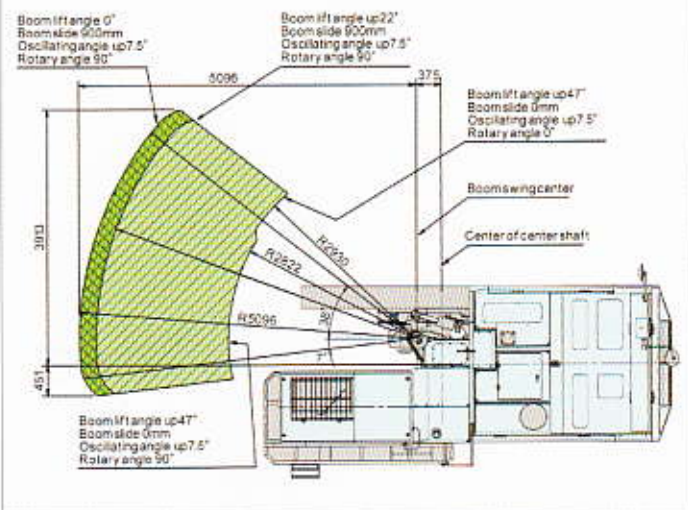 Boom lift angle 0°
Boom slide 900mm
Oscillating angle up7.5°
Rotary angle 90°
Boom lift angle up22°
Boom slide 900mm
Oscillating angle up7.5°
Rotary angle 90°
5096
375
Boom lift angle up47°
Boom slide 0mm
Oscillating angle up7.5°
Rotary angle 0°
Boom swing center
Center of center shaft
3913
R2930
R2822
R5096
36°
7°
451
Boom lift angle up47°
Boom slide 0mm
Oscillating angle up7.5°
Rotary angle 90°